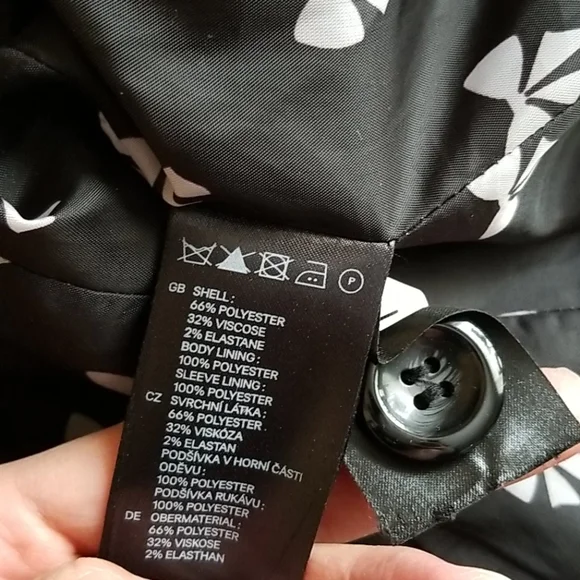 P
GB SHELL:
66% POLYESTER
32% VISCOSE
2% ELASTANE
BODY LINING:
100% POLYESTER
SLEEVE LINING:
100% POLYESTER
CZ SVRCHNÍ LÁTKA:
66% POLYESTER
32% VISKÓZA
2% ELASTAN
PODŠÍVKA V HORNÍ ČÁSTI
ODĚVU:
100% POLYESTER
PODŠÍVKA RUKÁVU:
100% POLYESTER
DE OBERMATERIAL:
66% POLYESTER
32% VISKOSE
2% ELASTHAN